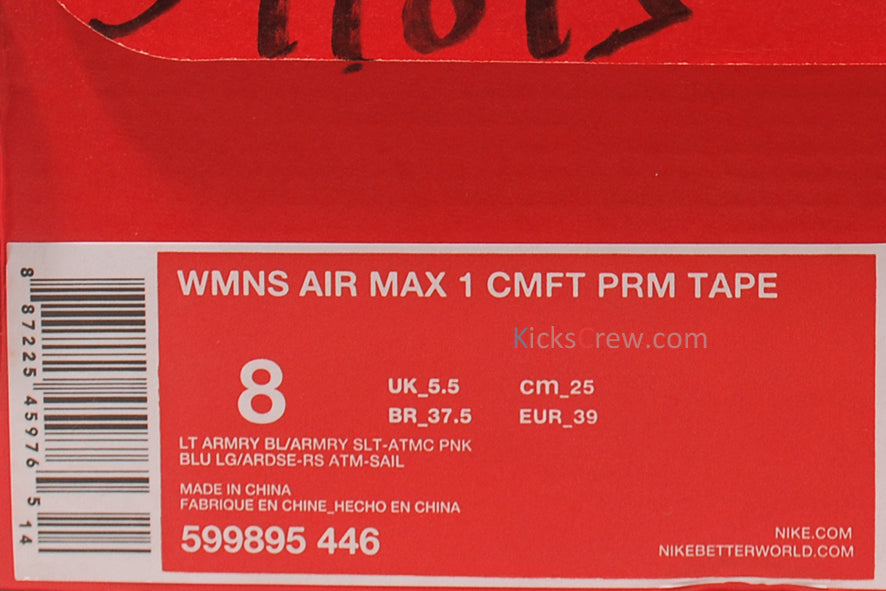 WMNS AIR MAX 1 CMFT PRM TAPE
KicksCrew.com
8
UK_5.5 cm_25
BR_37.5 EUR_39
LT ARMRY BL/ARMRY SLT-ATMC PNK
BLU LG/ARDSE-RS ATM-SAIL
MADE IN CHINA
FABRIQUE EN CHINE_HECHO EN CHINA
599895 446
NIKE.COM
NIKEBETTERWORLD.COM
8 87225 45976 5 14